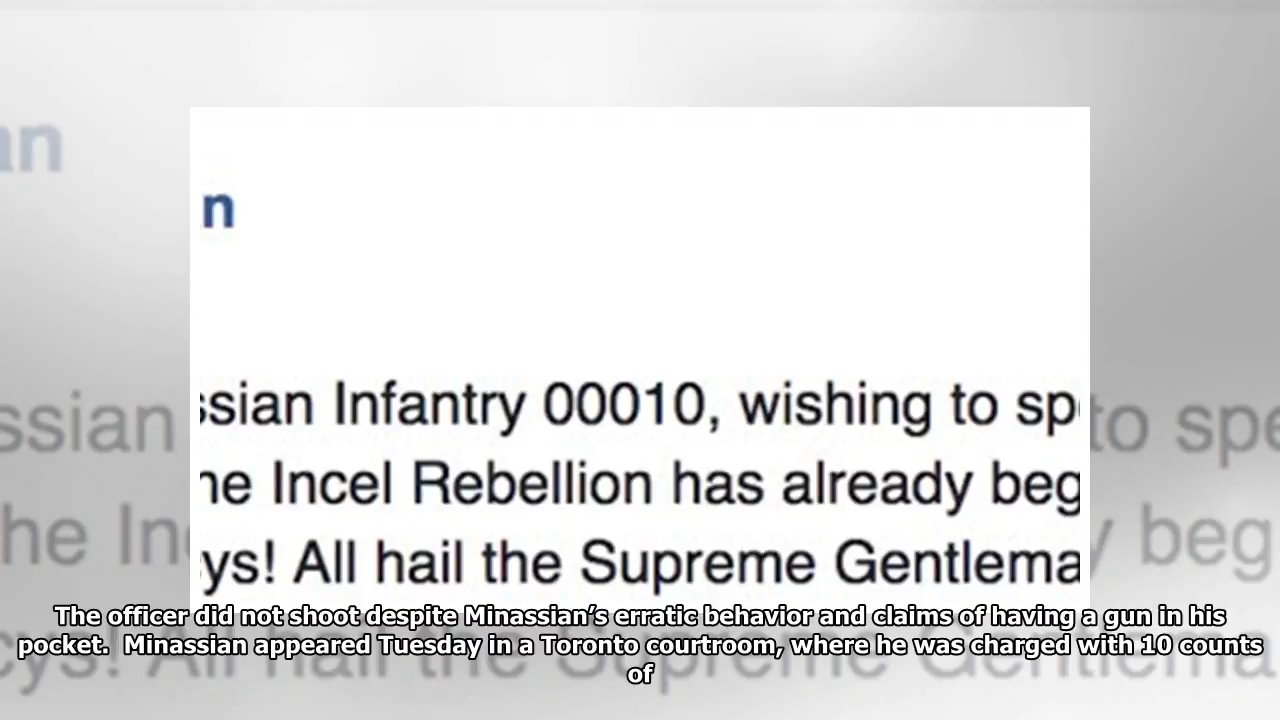 n
ssian Infantry 00010, wishing to sp
he Incel Rebellion has already beg
ys! All hail the Supreme Gentlema
The officer did not shoot despite Minassian's erratic behavior and claims of having a gun in his
pocket.  Minassian appeared Tuesday in a Toronto courtroom, where he was charged with 10 counts
of